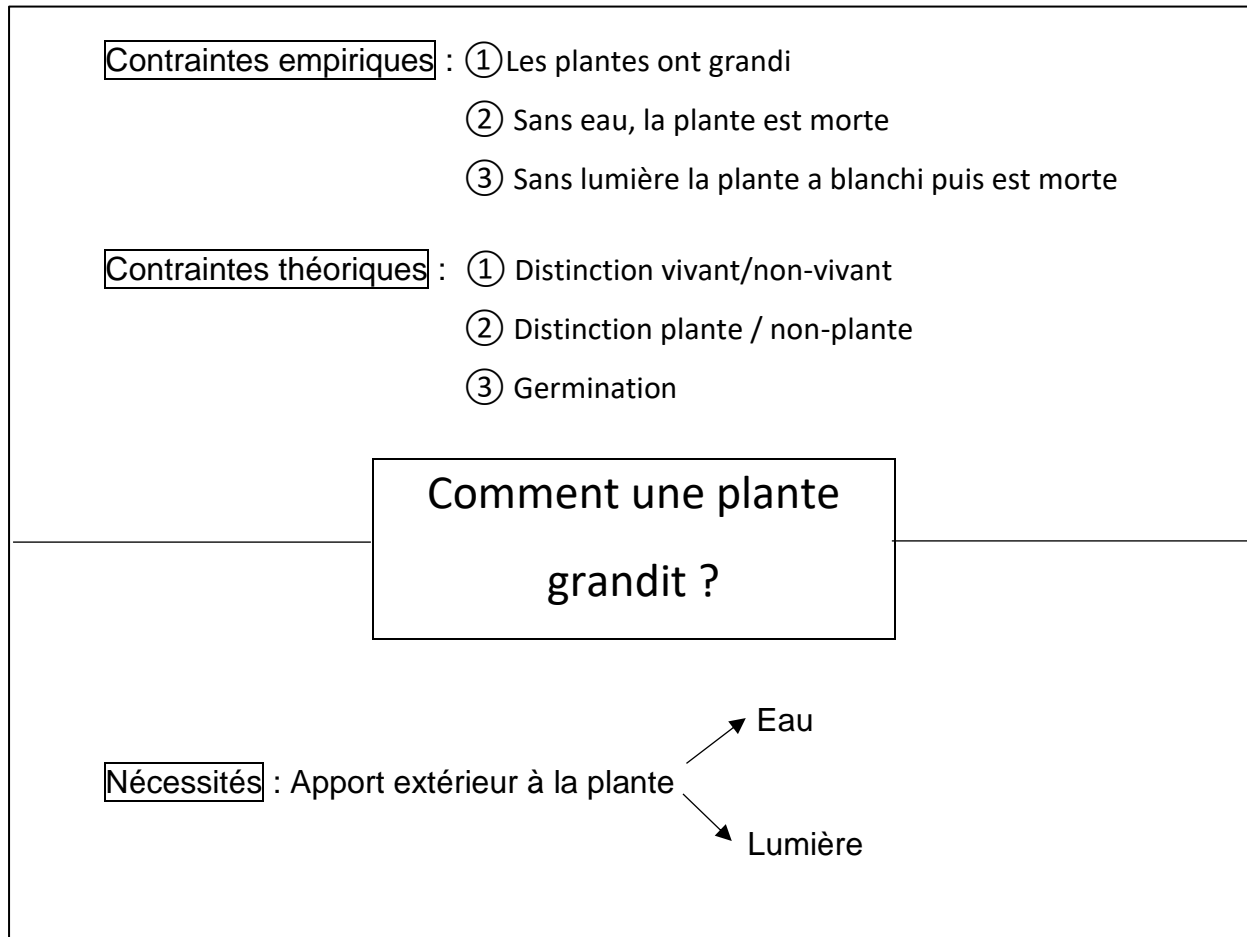 Contraintes empiriques : ①Les plantes ont grandi
② Sans eau, la plante est morte
③ Sans lumière la plante a blanchi puis est morte
Contraintes théoriques : ① Distinction vivant/non-vivant
② Distinction plante / non-plante
③ Germination
Comment une plante
grandit ?
Eau
Nécessités : Apport extérieur à la plante
Lumière